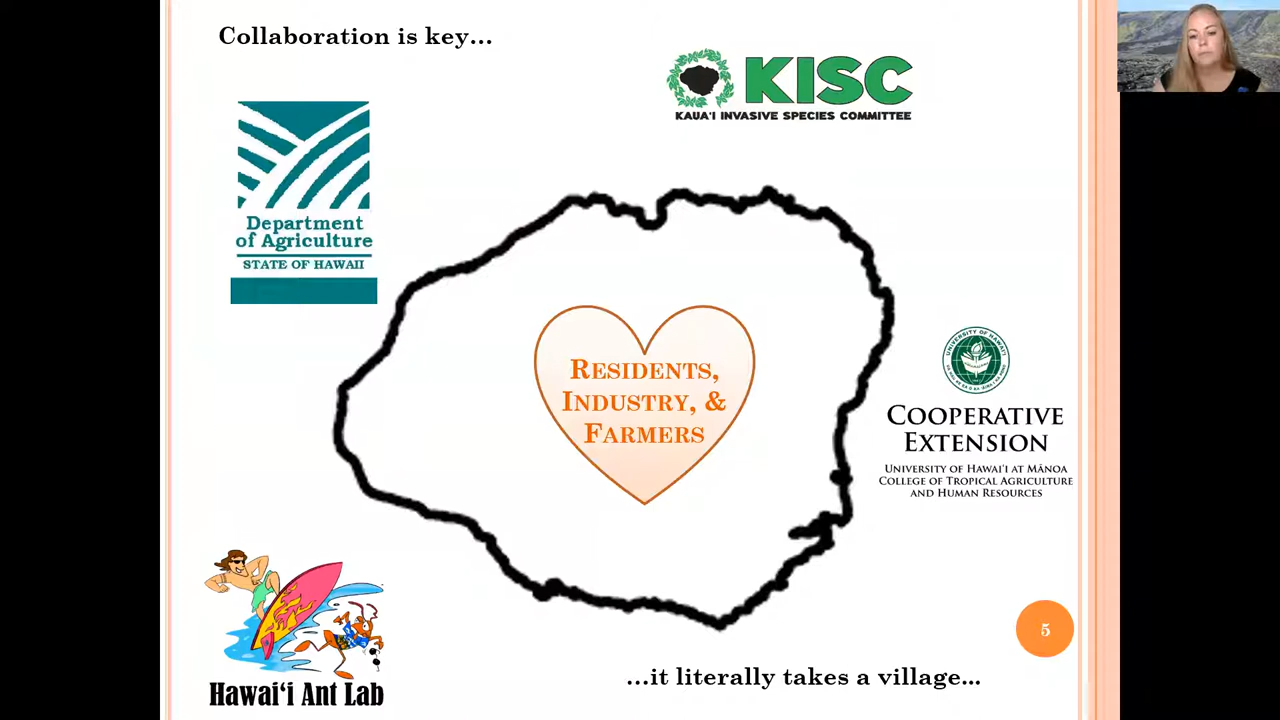 Collaboration is key...
KISC
KAUA'I INVASIVE SPECIES COMMITTEE
Department
of Agriculture
STATE OF HAWAII
RESIDENTS,
INDUSTRY, &
FARMERS
COOPERATIVE
EXTENSION
UNIVERSITY OF HAWAI'I AT MĀNOA
COLLEGE OF TROPICAL AGRICULTURE
AND HUMAN RESOURCES
Hawai'i Ant Lab
5
...it literally takes a village...